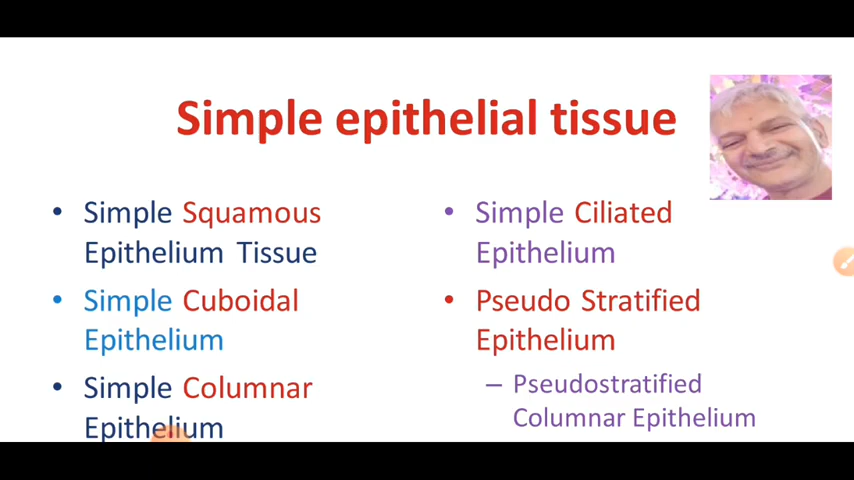 Simple epithelial tissue
• Simple Squamous
Epithelium Tissue
• Simple Cuboidal
Epithelium
• Simple Columnar
Epithelium
• Simple Ciliated
Epithelium
• Pseudo Stratified
Epithelium
– Pseudostratified
Columnar Epithelium